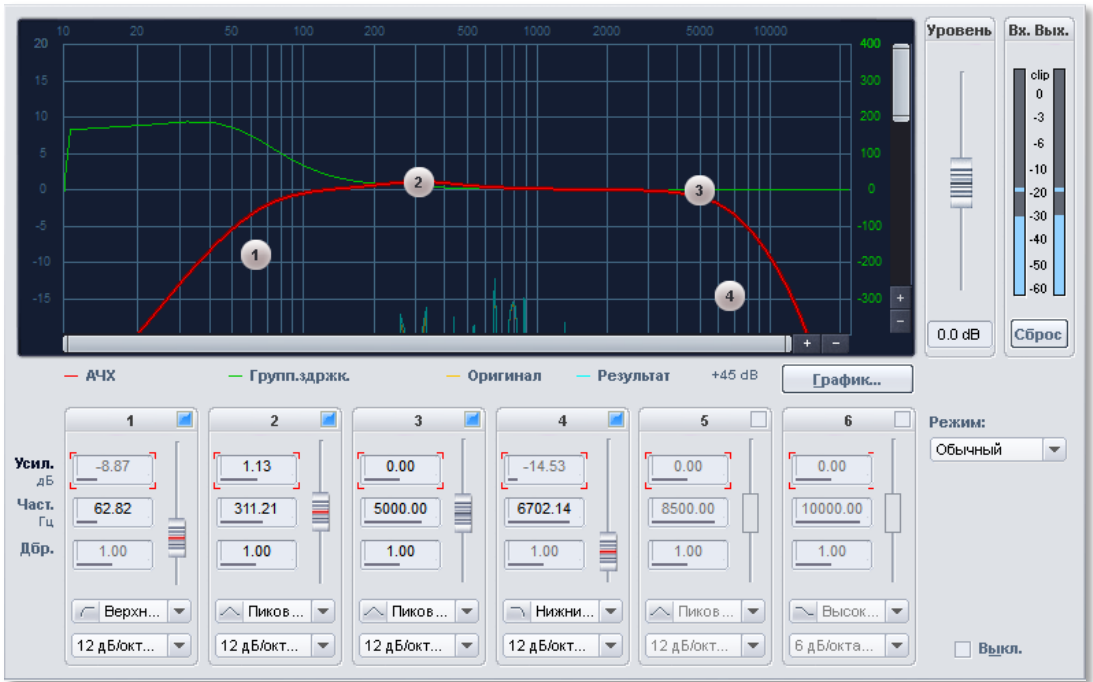 10 20 50 100 200 500 1000 2000 5000 10000
Уровень
Вх. Вых.
20 400
15 300
10 200
5 100
0 0
-5 -100
-10 -200
-15 -300
1
2
3
4
+
−
+ −
clip
0
-3
-6
-10
-20
-30
-40
-50
-60
0.0 dB
Сброс
АЧХ Групп.здржк. Оригинал Результат +45 dB График...
1 2 3 4 5 6
Режим:
Обычный
Усил. -8.87 1.13 0.00 -14.53 0.00 0.00
дБ
Част. 62.82 311.21 5000.00 6702.14 8500.00 10000.00
Гц
Дбр. 1.00 1.00 1.00 1.00 1.00 1.00
Верхн... Пиков... Пиков... Нижни... Пиков... Высок...
12 дБ/окт... 12 дБ/окт... 12 дБ/окт... 12 дБ/окт... 12 дБ/окт... 6 дБ/окта...
Выкл.